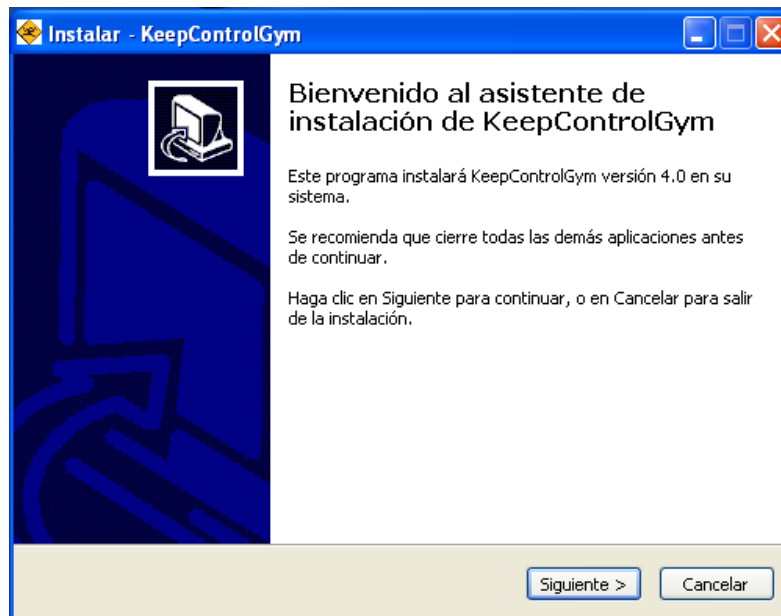 Instalar - KeepControlGym
Bienvenido al asistente de
instalación de KeepControlGym
Este programa instalará KeepControlGym versión 4.0 en su
sistema.
Se recomienda que cierre todas las demás aplicaciones antes
de continuar.
Haga clic en Siguiente para continuar, o en Cancelar para salir
de la instalación.
Siguiente >
Cancelar